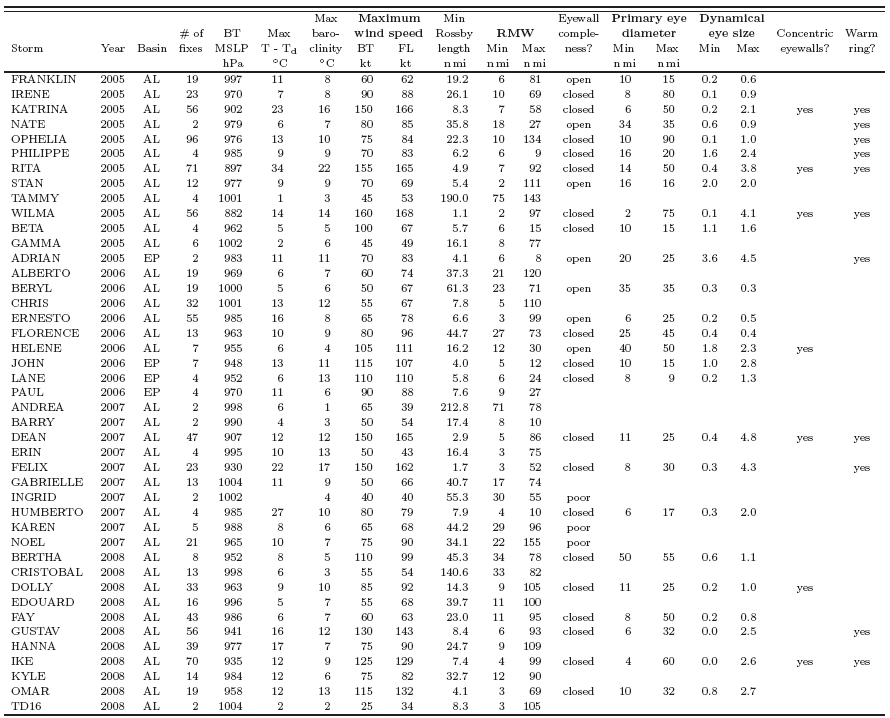 Max Maximum Min Eyewall Primary eye Dynamical
# of BT Max baro- wind speed Rossby RMW comple- diameter eye size Concentric Warm
Storm Year Basin fixes MSLP T - Td clinity BT FL length Min Max ness? Min Max Min Max eyewalls? ring?
hPa °C °C kt kt n mi n mi n mi n mi n mi
FRANKLIN 2005 AL 19 997 11 8 60 62 19.2 6 81 open 10 15 0.2 0.6
IRENE 2005 AL 23 970 7 8 90 88 26.1 10 69 closed 8 80 0.1 0.9
KATRINA 2005 AL 56 902 23 16 150 166 8.3 7 58 closed 6 50 0.2 2.1 yes yes
NATE 2005 AL 2 979 6 7 80 85 35.8 18 27 open 34 35 0.6 0.9 yes
OPHELIA 2005 AL 96 976 13 10 75 84 22.3 10 134 closed 10 90 0.1 1.0 yes
PHILIPPE 2005 AL 4 985 9 9 70 83 6.2 6 9 closed 16 20 1.6 2.4 yes
RITA 2005 AL 71 897 34 22 155 165 4.9 7 92 closed 14 50 0.4 3.8 yes yes
STAN 2005 AL 12 977 9 9 70 69 5.4 2 111 open 16 16 2.0 2.0
TAMMY 2005 AL 4 1001 1 3 45 53 190.0 75 143
WILMA 2005 AL 56 882 14 14 160 168 1.1 2 97 closed 2 75 0.1 4.1 yes yes
BETA 2005 AL 4 962 5 5 100 67 5.7 6 15 closed 10 15 1.1 1.6
GAMMA 2005 AL 6 1002 2 6 45 49 16.1 8 77
ADRIAN 2005 EP 2 983 11 11 70 83 4.1 6 8 open 20 25 3.6 4.5 yes
ALBERTO 2006 AL 19 969 6 7 60 74 37.3 21 120
BERYL 2006 AL 19 1000 5 6 50 67 61.3 23 71 open 35 35 0.3 0.3
CHRIS 2006 AL 32 1001 13 12 55 67 7.8 5 110
ERNESTO 2006 AL 55 985 16 8 65 78 6.6 3 99 open 6 25 0.2 0.5
FLORENCE 2006 AL 13 963 10 9 80 96 44.7 27 73 closed 25 45 0.4 0.4
HELENE 2006 AL 7 955 6 4 105 111 16.2 12 30 open 40 50 1.8 2.3 yes
JOHN 2006 EP 7 948 13 11 115 107 4.0 5 12 closed 10 15 1.0 2.8
LANE 2006 EP 4 952 6 13 110 110 5.8 6 24 closed 8 9 0.2 1.3
PAUL 2006 EP 4 970 11 6 90 88 7.6 9 27
ANDREA 2007 AL 2 998 6 1 65 39 212.8 71 78
BARRY 2007 AL 2 990 4 3 50 54 17.4 8 10
DEAN 2007 AL 47 907 12 12 150 165 2.9 5 86 closed 11 25 0.4 4.8 yes yes
ERIN 2007 AL 4 995 10 13 50 43 16.4 3 75
FELIX 2007 AL 23 930 22 17 150 162 1.7 3 52 closed 8 30 0.3 4.3 yes
GABRIELLE 2007 AL 13 1004 11 9 50 66 40.7 17 74
INGRID 2007 AL 2 1002 4 40 40 55.3 30 55 poor
HUMBERTO 2007 AL 4 985 27 10 80 79 7.9 4 10 closed 6 17 0.3 2.0
KAREN 2007 AL 5 988 8 6 65 68 44.2 29 96 poor
NOEL 2007 AL 21 965 10 7 75 90 34.1 22 155 poor
BERTHA 2008 AL 8 952 8 5 110 99 45.3 34 78 closed 50 55 0.6 1.1
CRISTOBAL 2008 AL 13 998 6 3 55 54 140.6 33 82
DOLLY 2008 AL 33 963 9 10 85 92 14.3 9 105 closed 11 25 0.2 1.0 yes
EDOUARD 2008 AL 16 996 5 7 55 68 39.7 11 100
FAY 2008 AL 43 986 6 7 60 63 23.0 11 95 closed 8 50 0.2 0.8
GUSTAV 2008 AL 56 941 16 12 130 143 8.4 6 93 closed 6 32 0.0 2.5 yes
HANNA 2008 AL 39 977 17 7 75 90 24.7 9 109
IKE 2008 AL 70 935 12 9 125 129 7.4 4 99 closed 4 60 0.0 2.6 yes yes
KYLE 2008 AL 14 984 12 6 75 82 32.7 12 90
OMAR 2008 AL 19 958 12 13 115 132 4.1 3 69 closed 10 32 0.8 2.7
TD16 2008 AL 2 1004 2 2 25 34 8.3 3 105